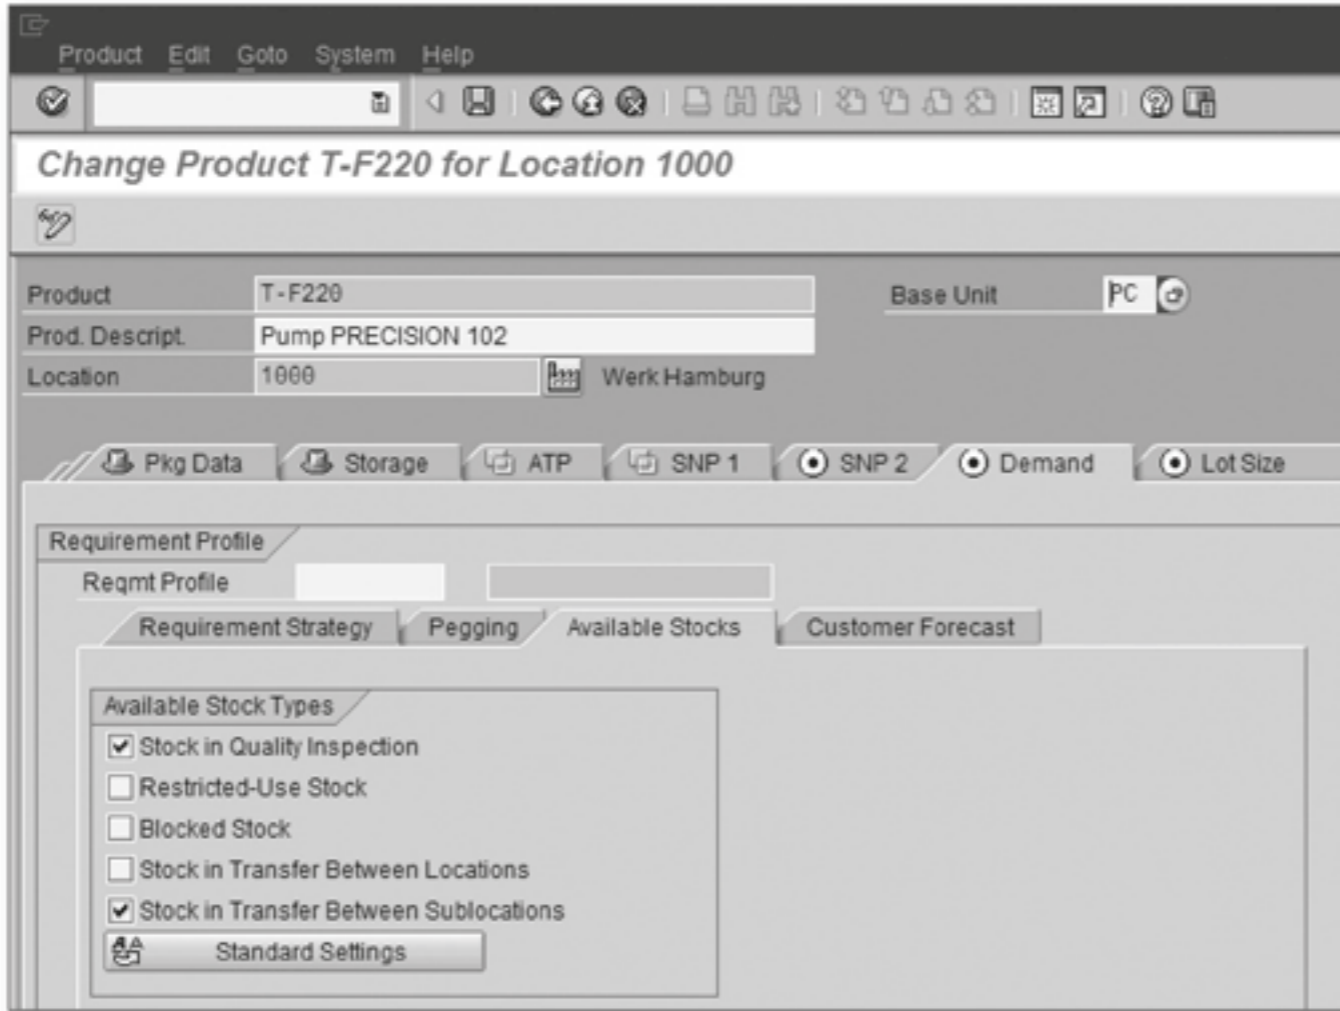 Product Edit Goto System Help
Change Product T-F220 for Location 1000
Product T-F220 Base Unit PC
Prod. Descript. Pump PRECISION 102
Location 1000 Werk Hamburg
Pkg Data Storage ATP SNP 1 SNP 2 Demand Lot Size
Requirement Profile
Reqmt Profile
Requirement Strategy Pegging Available Stocks Customer Forecast
Available Stock Types
Stock in Quality Inspection
Restricted-Use Stock
Blocked Stock
Stock in Transfer Between Locations
Stock in Transfer Between Sublocations
Standard Settings